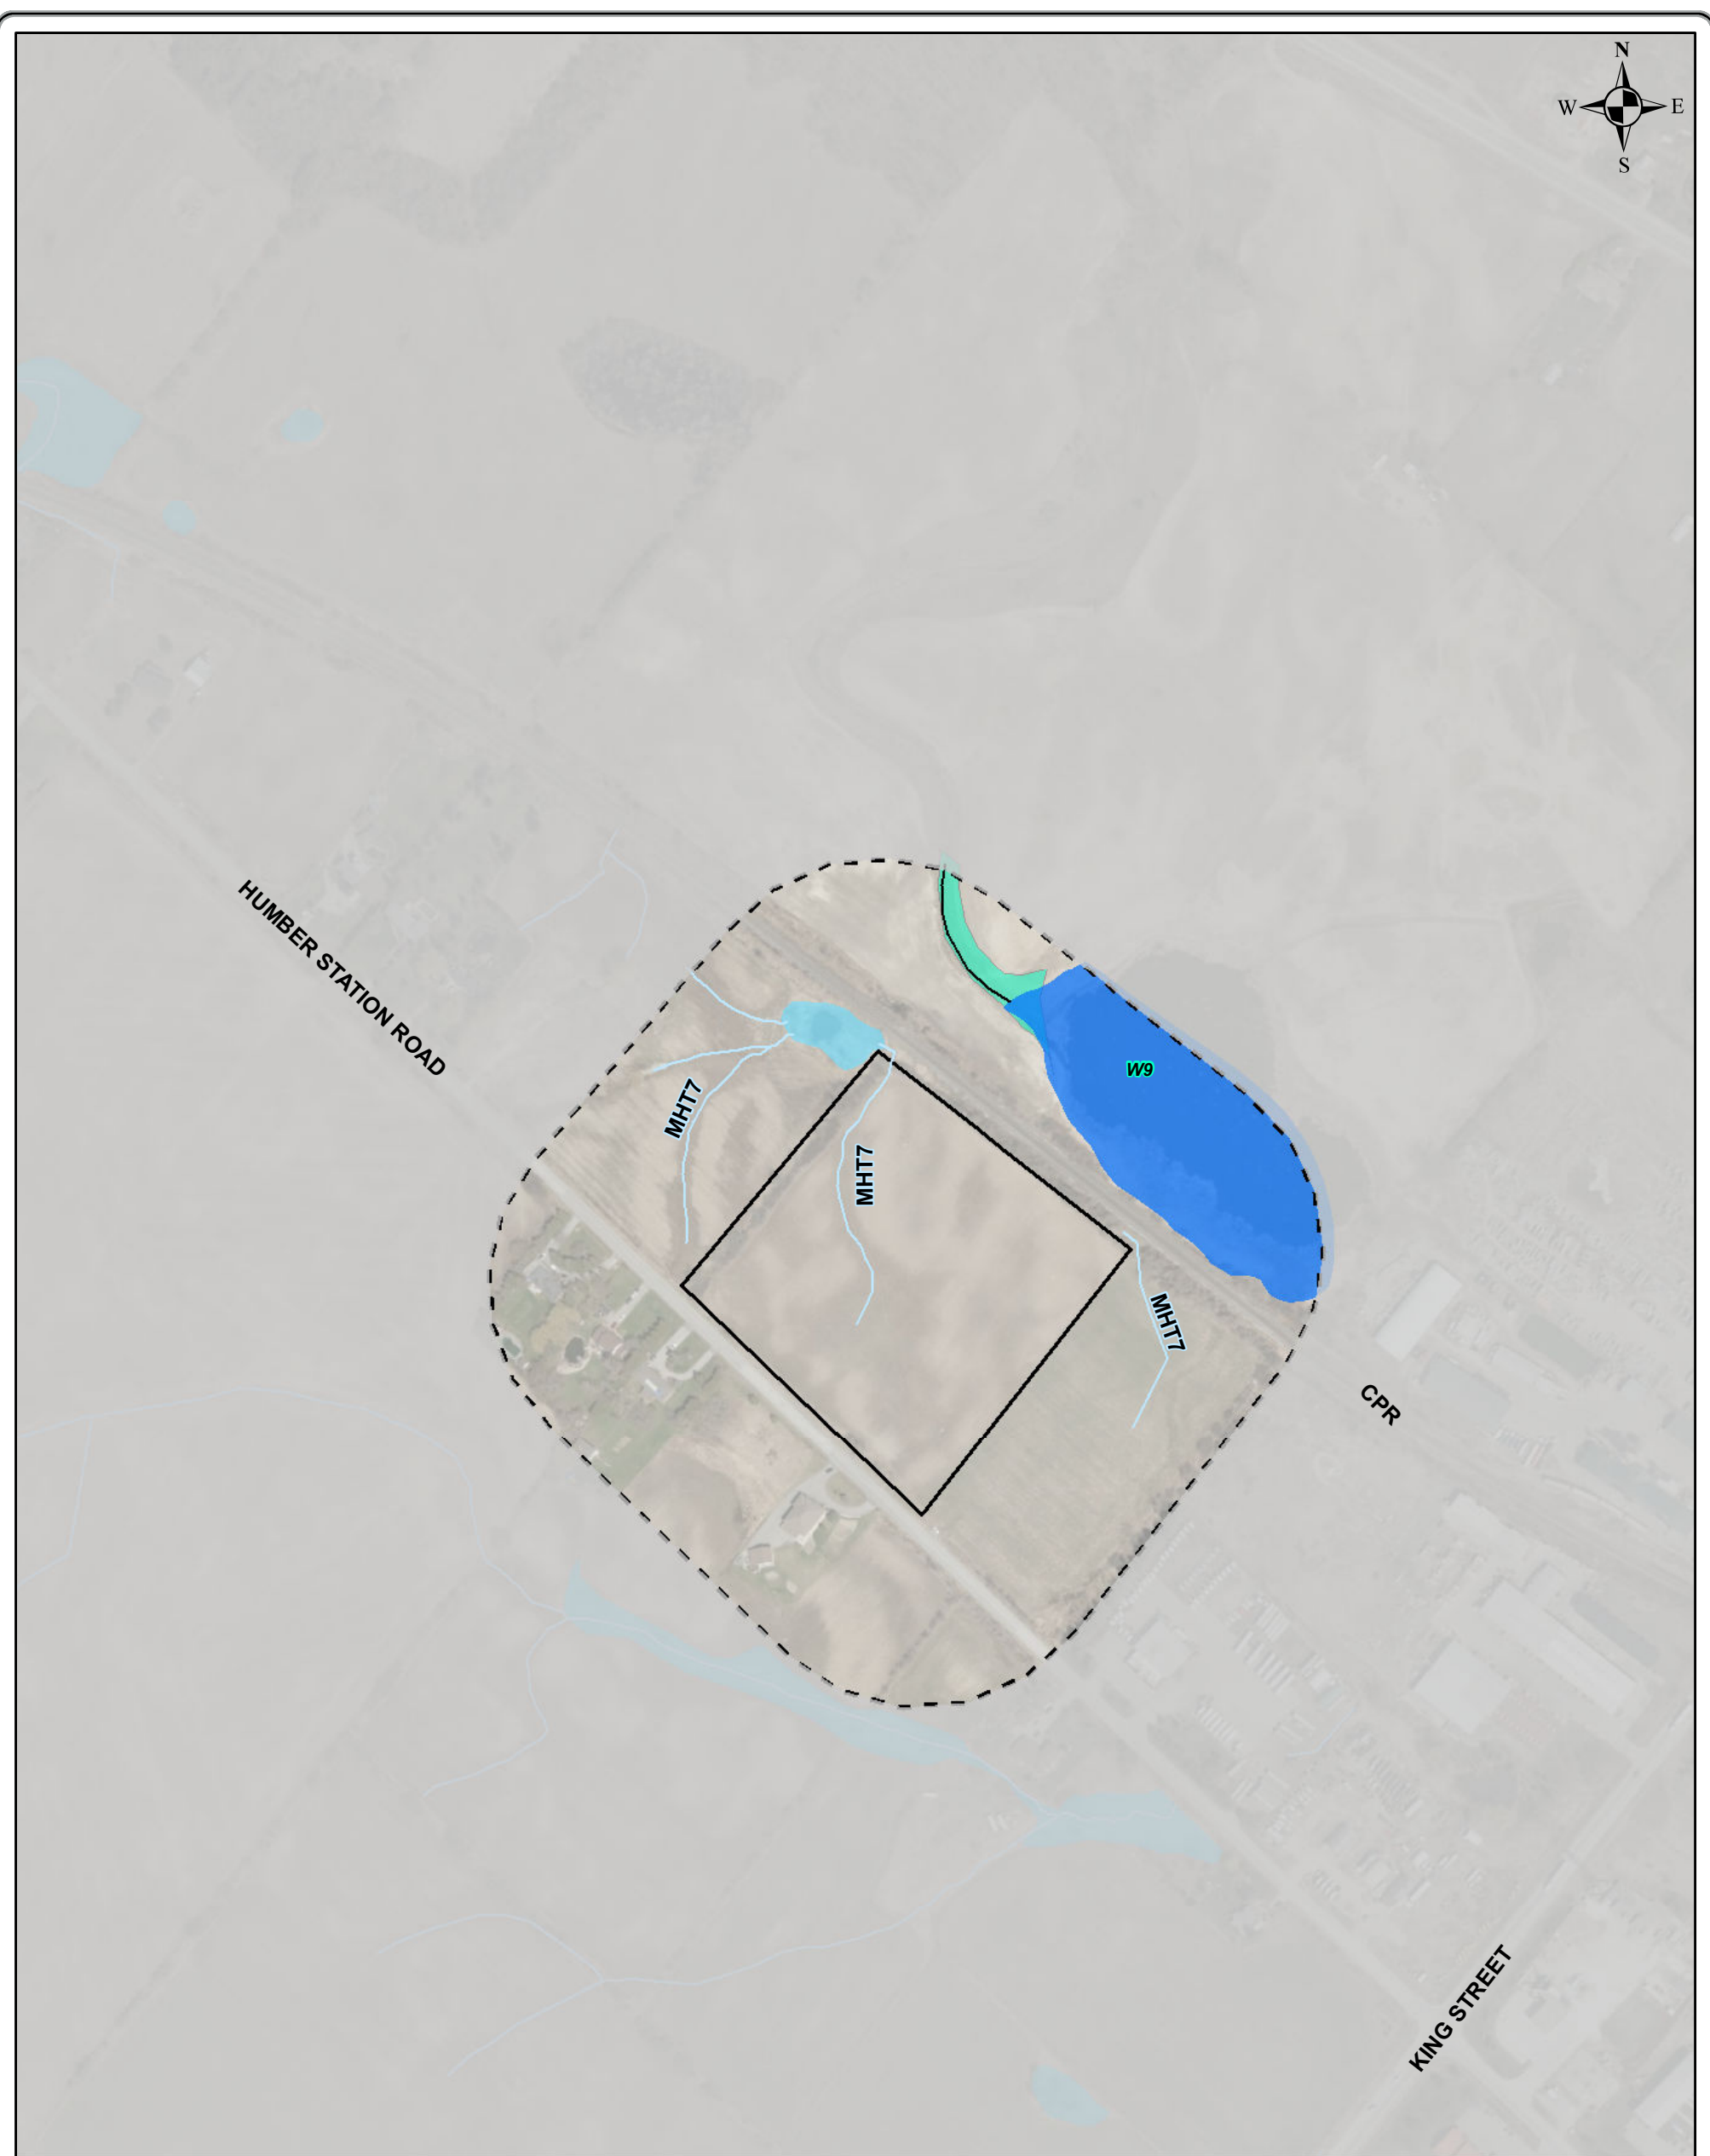 N
W E
S
HUMBER STATION ROAD
W9
MHT7
MHT7
MHT7
CPR
KING STREET